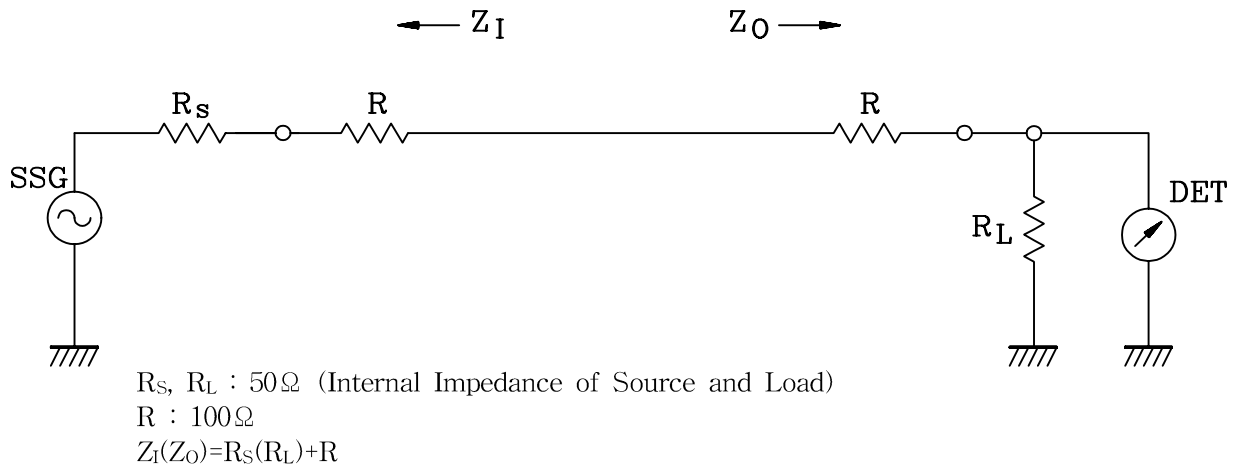 Z_I Z_O
R_S R R
SSG
DET
R_L
R_S, R_L : 50Ω (Internal Impedance of Source and Load)
R : 100Ω
Z_I(Z_O)=R_S(R_L)+R